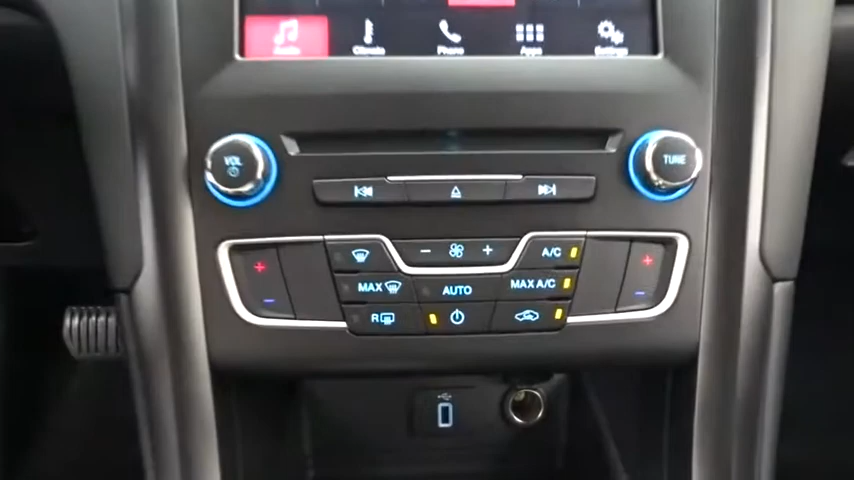 Audio Climate Phone Apps Settings
VOL TUNE
A/C
MAX AUTO MAX A/C
R